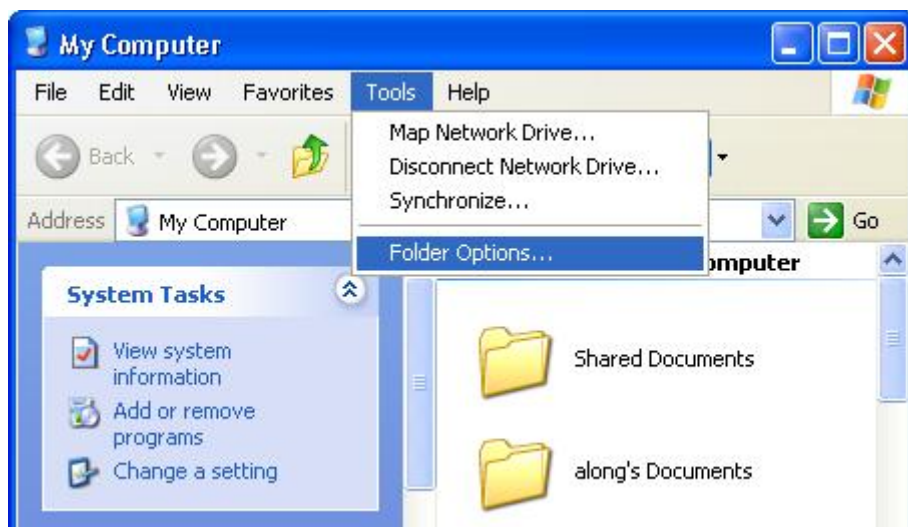 My Computer
File Edit View Favorites Tools Help
Back
Map Network Drive...
Disconnect Network Drive...
Synchronize...
Folder Options...
Address My Computer Go
omputer
System Tasks
View system
information
Add or remove
programs
Change a setting
Shared Documents
along's Documents